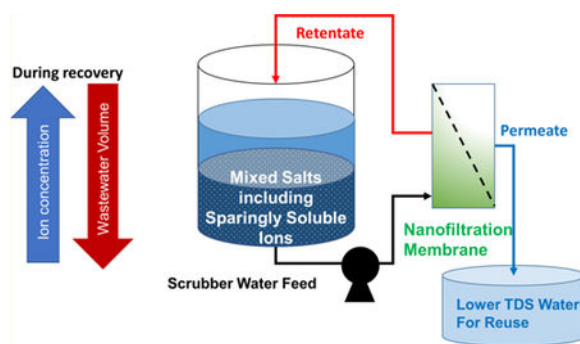 Retentate
During recovery
Ion concentration
Wastewater Volume
Permeate
Mixed Salts
including
Sparingly Soluble
Ions
Nanofiltration
Membrane
Scrubber Water Feed
Lower TDS Water
For Reuse